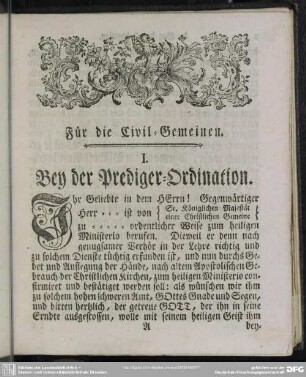 Für die Civil-Gemeinen.
I.
Bey der Prediger-Ordination.
Ihr Geliebte in dem HErrn! Gegenwärtiger
Herr · · · ist von { Sr. Königlichen Majestät }
{ einer Christlichen Gemeine }
zu · · · · · ordentlicher Weise zum heiligen
Ministerio berufen. Dieweil er denn nach
genugsamer Verhör in der Lehre richtig und
zu solchem Dienste tüchtig erfunden ist, und nun durchs Ge-
bet und Auflegung der Hände, nach altem Apostolischen Ge-
brauch der Christlichen Kirchen, zum heiligen Ministerio con-
firmiret und bestätiget werden soll: als wünschen wir ihm
zu solchem hohen schweren Amt, GOttes Gnade und Segen,
und bitten herzlich, der getreue GOTT, der ihn in seine
Erndte ausgestossen, wolle mit seinem heiligen Geist ihm
A bey-